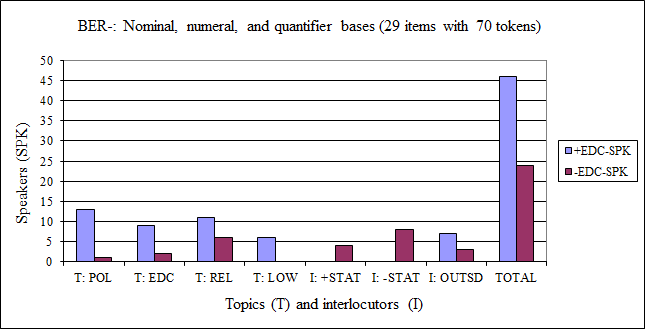 BER-: Nominal, numeral, and quantifier bases (29 items with 70 tokens)
50
45
40
35
30
25
20
15
10
5
0
Speakers (SPK)
T: POL T: EDC T: REL T: LOW I: +STAT I: -STAT I: OUTSD TOTAL
Topics (T) and interlocutors (I)
+EDC-SPK
-EDC-SPK